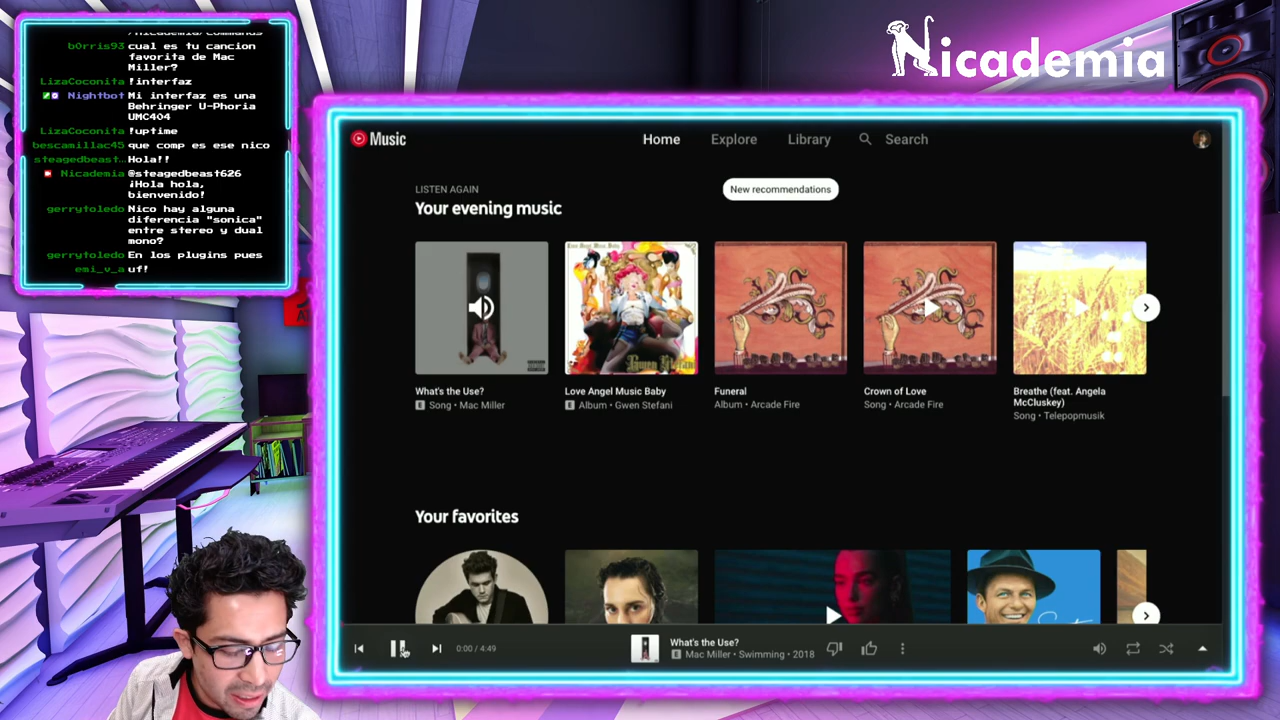 /Nicademia/commands
b0rris93 cual es tu cancion
favorita de Mac
Miller?
LizaCoconita !interfaz
Nightbot Mi interfaz es una
Behringer U-Phoria
UMC404
LizaCoconita !uptime
bescamillac45 que comp es ese nico
steagedbeast… Hola!!
Nicademia @steagedbeast626
¡Hola hola,
bienvenido!
gerrytoledo Nico hay alguna
diferencia "sonica"
entre stereo y dual
mono?
gerrytoledo En los plugins pues
emi_v_a uf!
Nicademia
Music Home Explore Library Search
LISTEN AGAIN
Your evening music
New recommendations
What's the Use?
E Song • Mac Miller
Love Angel Music Baby
E Album • Gwen Stefani
Funeral
Album • Arcade Fire
Crown of Love
Song • Arcade Fire
Breathe (feat. Angela
McCluskey)
Song • Telepopmusik
Your favorites
0:00 / 4:49
What's the Use?
E Mac Miller • Swimming • 2018